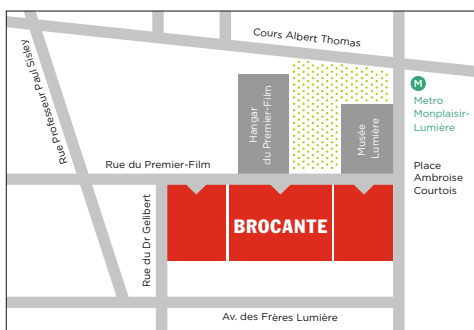 Cours Albert Thomas
Rue Professeur Paul Sisley
Hangar
du Premier-Film
Musée
Lumière
M
Metro
Monplaisir-
Lumière
Rue du Premier-Film
Place
Ambroise
Courtois
Rue du Dr Gelibert
BROCANTE
Av. des Frères Lumière